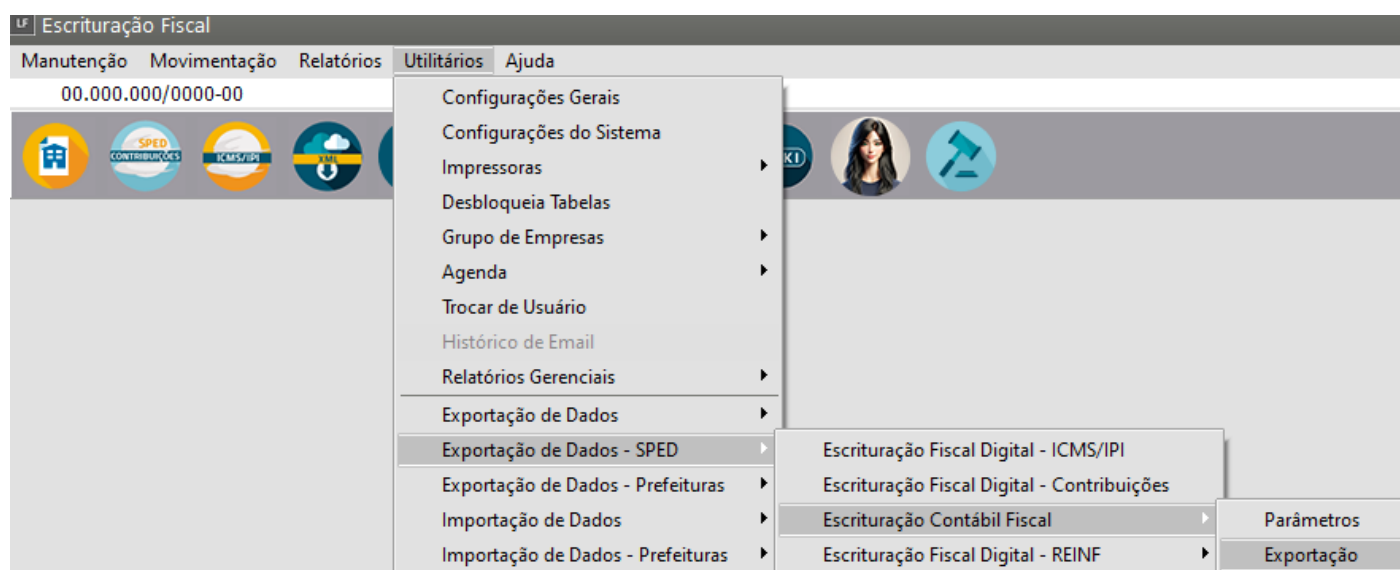 LF Escrituração Fiscal
Manutenção Movimentação Relatórios Utilitários Ajuda
00.000.000/0000-00
SPED
CONTRIBUIÇÕES
ICMS/IPI
XML
KI
Configurações Gerais
Configurações do Sistema
Impressoras
Desbloqueia Tabelas
Grupo de Empresas
Agenda
Trocar de Usuário
Histórico de Email
Relatórios Gerenciais
Exportação de Dados
Exportação de Dados - SPED
Exportação de Dados - Prefeituras
Importação de Dados
Importação de Dados - Prefeituras
Escrituração Fiscal Digital - ICMS/IPI
Escrituração Fiscal Digital - Contribuições
Escrituração Contábil Fiscal
Escrituração Fiscal Digital - REINF
Parâmetros
Exportação